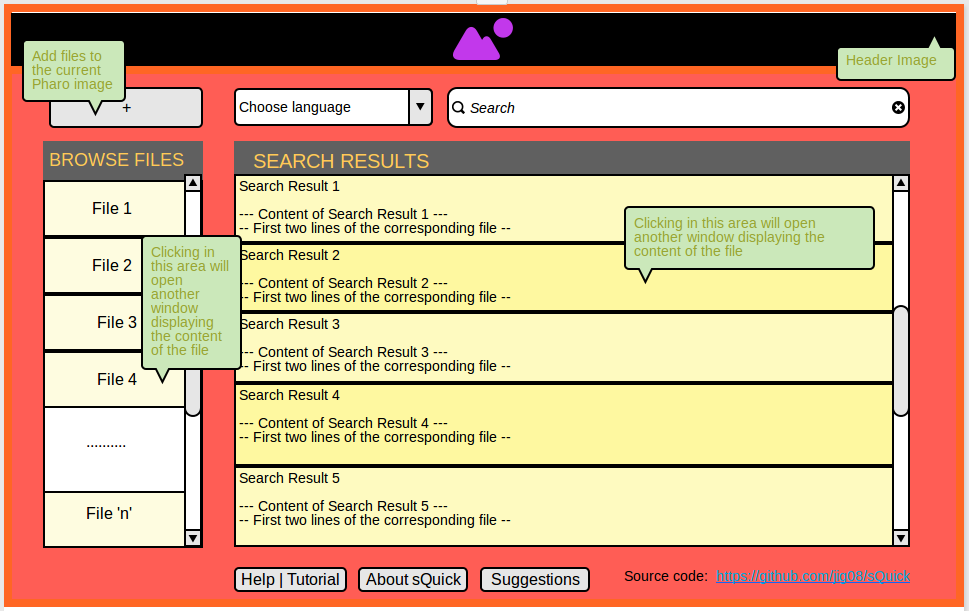 Add files to
the current
Pharo image
Header Image
+
Choose language
Search
BROWSE FILES
SEARCH RESULTS
File 1
File 2
File 3
File 4
..........
File 'n'
Clicking in
this area will
open
another
window
displaying
the content
of the file
Search Result 1
--- Content of Search Result 1 ---
-- First two lines of the corresponding file --
Clicking in this area will open
another window displaying the
content of the file
Search Result 2
--- Content of Search Result 2 ---
-- First two lines of the corresponding file --
Search Result 3
--- Content of Search Result 3 ---
-- First two lines of the corresponding file --
Search Result 4
--- Content of Search Result 4 ---
-- First two lines of the corresponding file --
Search Result 5
--- Content of Search Result 5 ---
-- First two lines of the corresponding file --
Help | Tutorial
About sQuick
Suggestions
Source code: